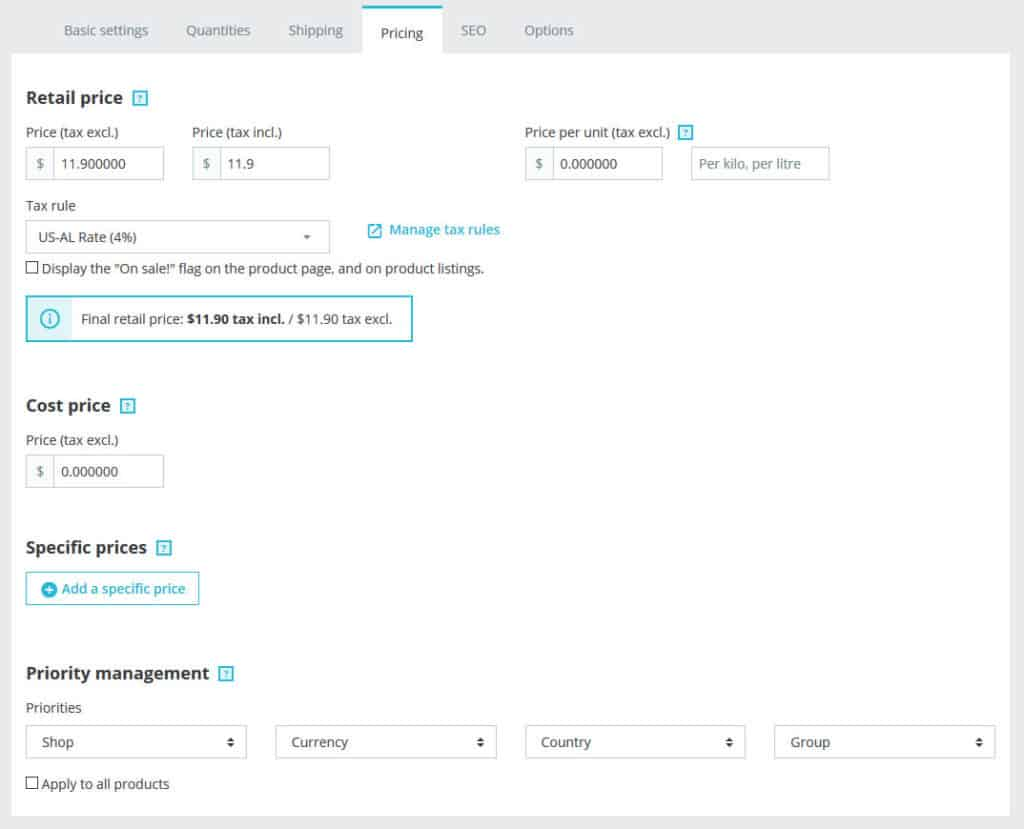 Basic settings Quantities Shipping Pricing SEO Options
Retail price ?
Price (tax excl.) Price (tax incl.) Price per unit (tax excl.) ?
$ 11.900000 $ 11.9 $ 0.000000 Per kilo, per litre
Tax rule
US-AL Rate (4%) Manage tax rules
Display the "On sale!" flag on the product page, and on product listings.
Final retail price: $11.90 tax incl. / $11.90 tax excl.
Cost price ?
Price (tax excl.)
$ 0.000000
Specific prices ?
Add a specific price
Priority management ?
Priorities
Shop Currency Country Group
Apply to all products